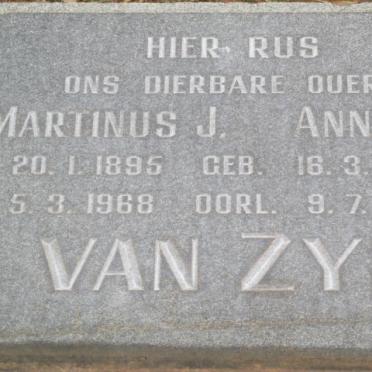 HIER RUS
ONS DIERBARE OUER
MARTINUS J. ANN
20.1.1895 GEB. 16.3.
5.3.1968 OORL. 9.7.
VAN ZY